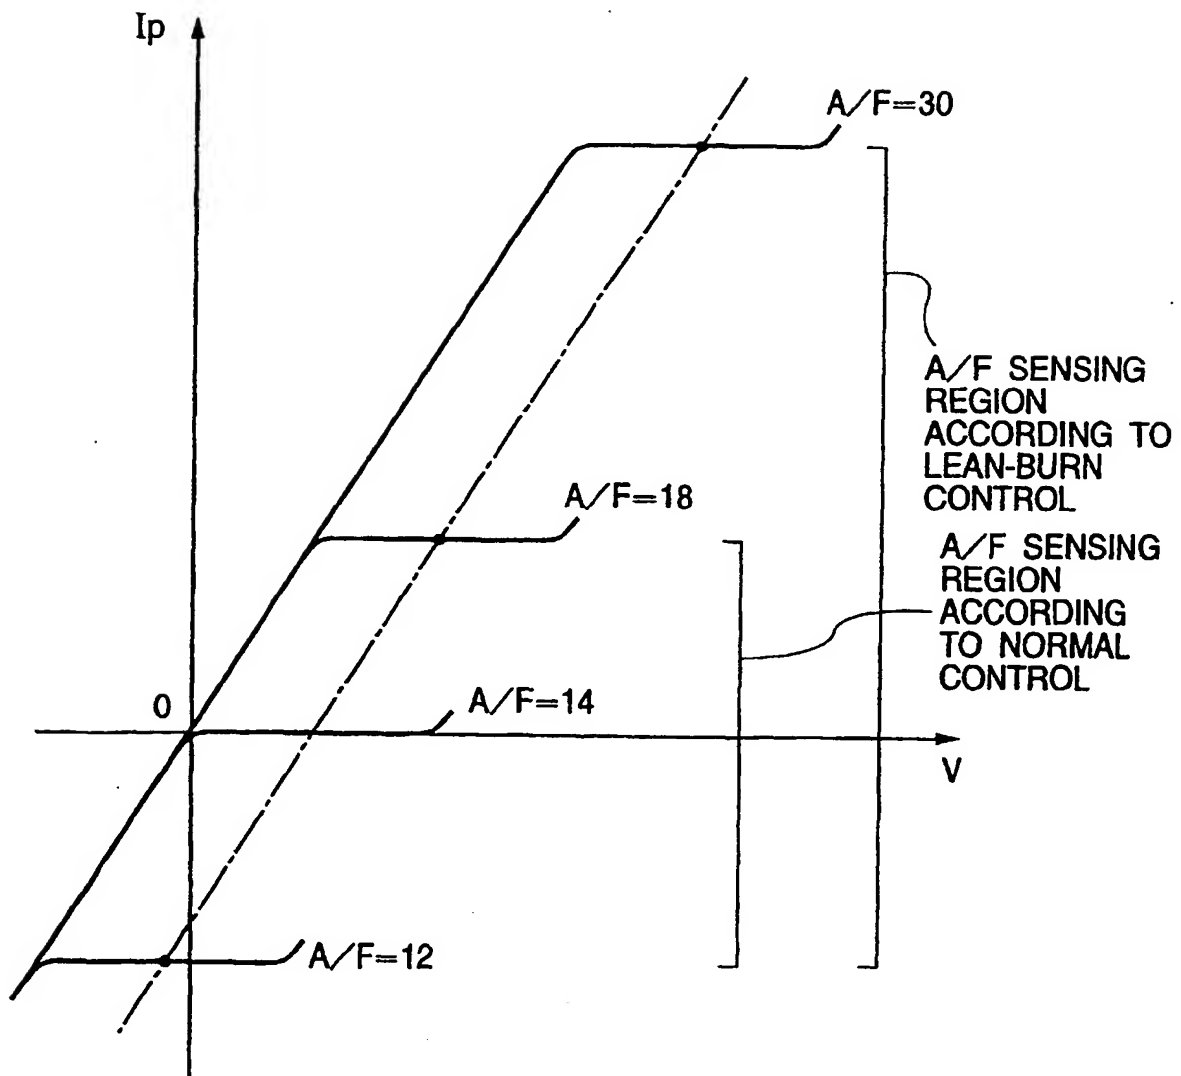 Ip
A/F=30
A/F SENSING
REGION
ACCORDING TO
LEAN-BURN
CONTROL
A/F=18
A/F SENSING
REGION
ACCORDING
TO NORMAL
CONTROL
0
A/F=14
V
A/F=12